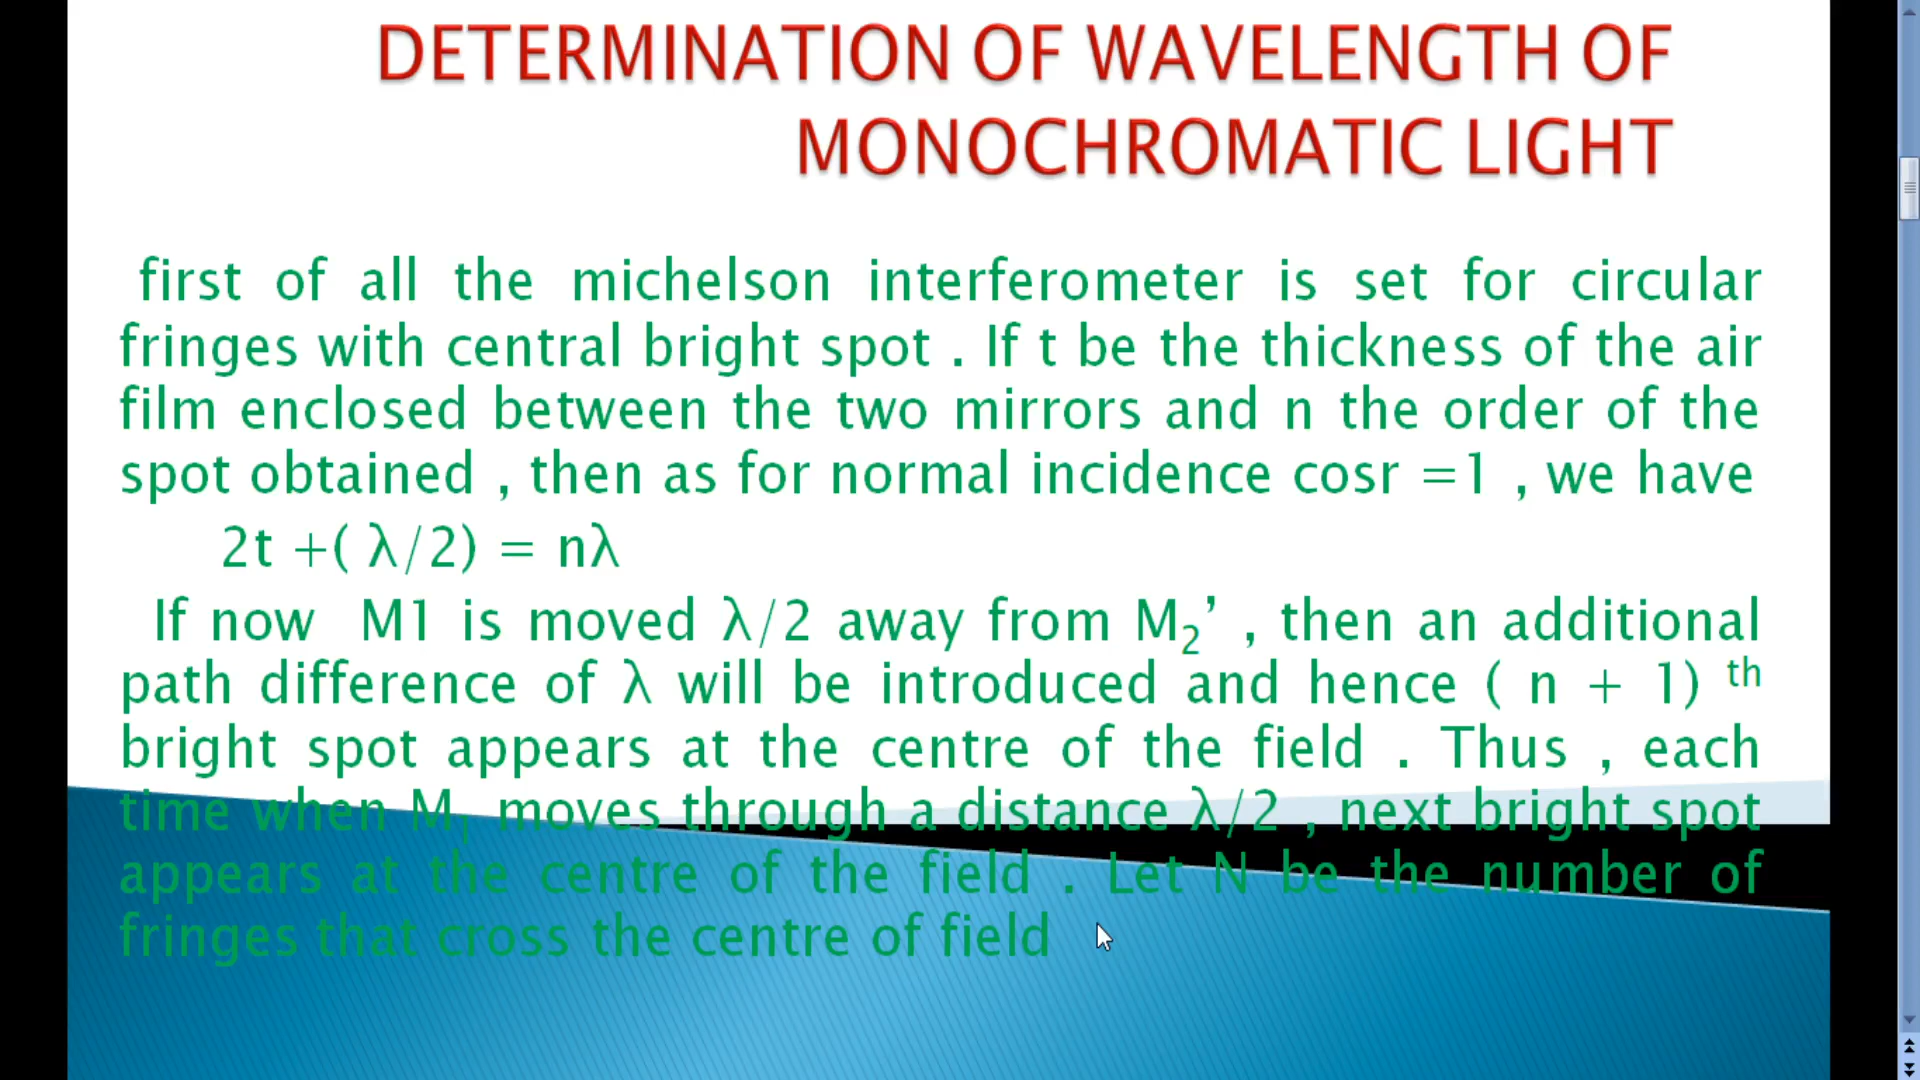 DETERMINATION OF WAVELENGTH OF
MONOCHROMATIC LIGHT
first of all the michelson interferometer is set for circular
fringes with central bright spot . If t be the thickness of the air
film enclosed between the two mirrors and n the order of the
spot obtained , then as for normal incidence cosr =1 , we have
2t +( λ/2) = nλ
If now M1 is moved λ/2 away from M₂’ , then an additional
path difference of λ will be introduced and hence ( n + 1) th
bright spot appears at the centre of the field . Thus , each
time when M₁ moves through a distance λ/2 , next bright spot
appears at the centre of the field . Let N be the number of
fringes that cross the centre of field